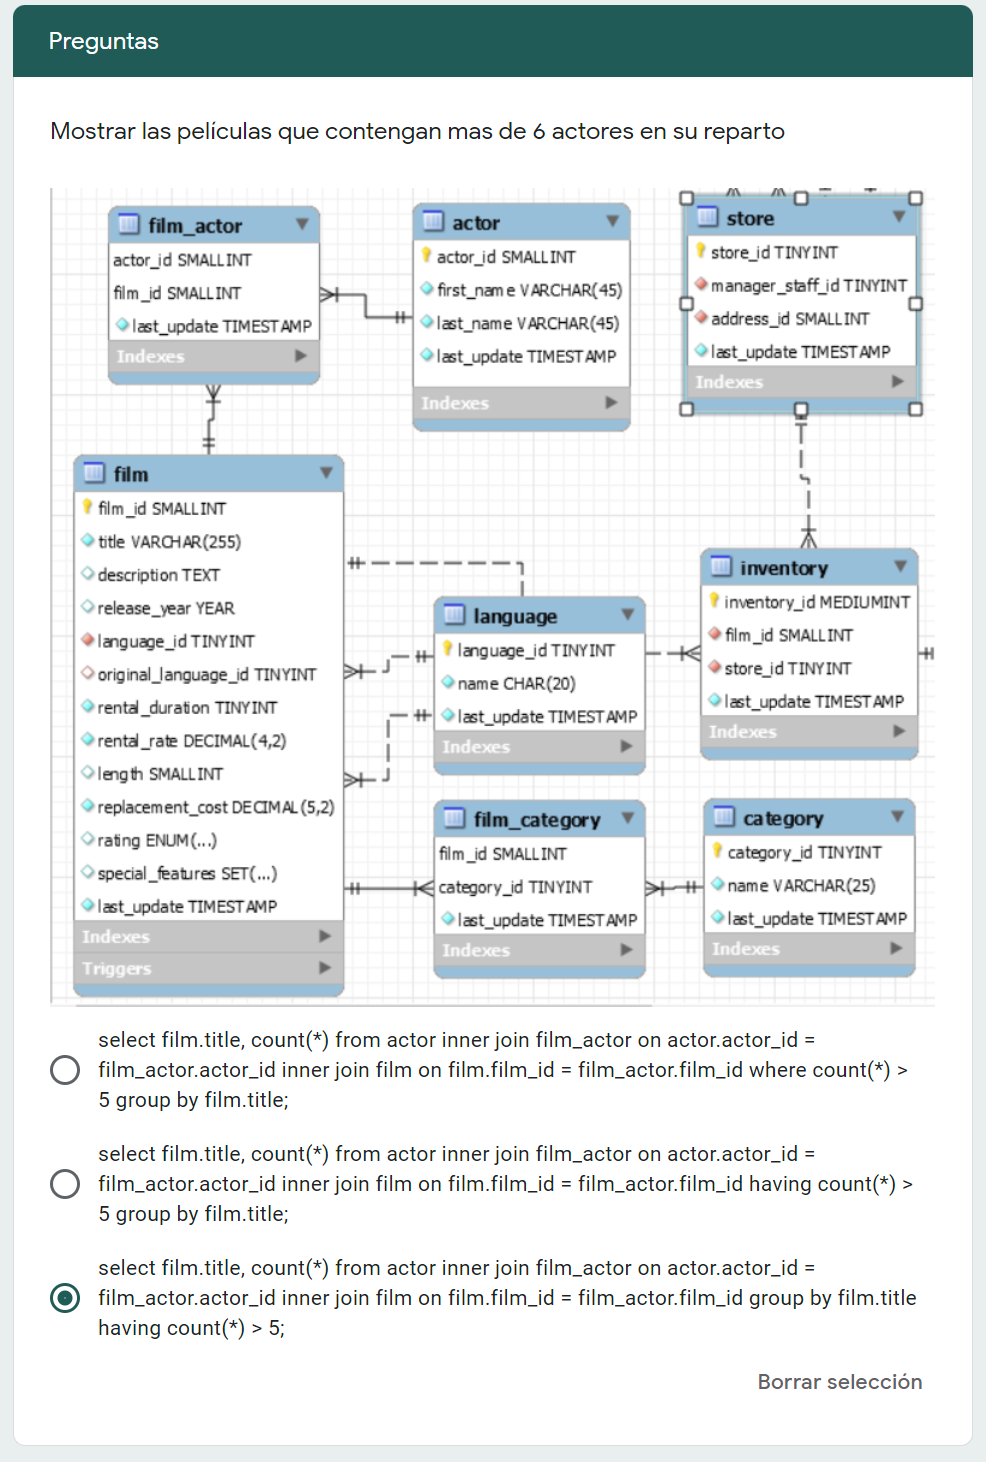 Preguntas
Mostrar las películas que contengan mas de 6 actores en su reparto
film_actor
actor_id SMALLINT
film_id SMALLINT
last_update TIMESTAMP
Indexes
actor
actor_id SMALLINT
first_name VARCHAR(45)
last_name VARCHAR(45)
last_update TIMESTAMP
Indexes
store
store_id TINYINT
manager_staff_id TINYINT
address_id SMALLINT
last_update TIMESTAMP
Indexes
film
film_id SMALLINT
title VARCHAR(255)
description TEXT
release_year YEAR
language_id TINYINT
original_language_id TINYINT
rental_duration TINYINT
rental_rate DECIMAL(4,2)
length SMALLINT
replacement_cost DECIMAL(5,2)
rating ENUM(...)
special_features SET(...)
last_update TIMESTAMP
Indexes
Triggers
language
language_id TINYINT
name CHAR(20)
last_update TIMESTAMP
Indexes
inventory
inventory_id MEDIUMINT
film_id SMALLINT
store_id TINYINT
last_update TIMESTAMP
Indexes
film_category
film_id SMALLINT
category_id TINYINT
last_update TIMESTAMP
Indexes
category
category_id TINYINT
name VARCHAR(25)
last_update TIMESTAMP
Indexes
select film.title, count(*) from actor inner join film_actor on actor.actor_id =
film_actor.actor_id inner join film on film.film_id = film_actor.film_id where count(*) >
5 group by film.title;
select film.title, count(*) from actor inner join film_actor on actor.actor_id =
film_actor.actor_id inner join film on film.film_id = film_actor.film_id having count(*) >
5 group by film.title;
select film.title, count(*) from actor inner join film_actor on actor.actor_id =
film_actor.actor_id inner join film on film.film_id = film_actor.film_id group by film.title
having count(*) > 5;
Borrar selección